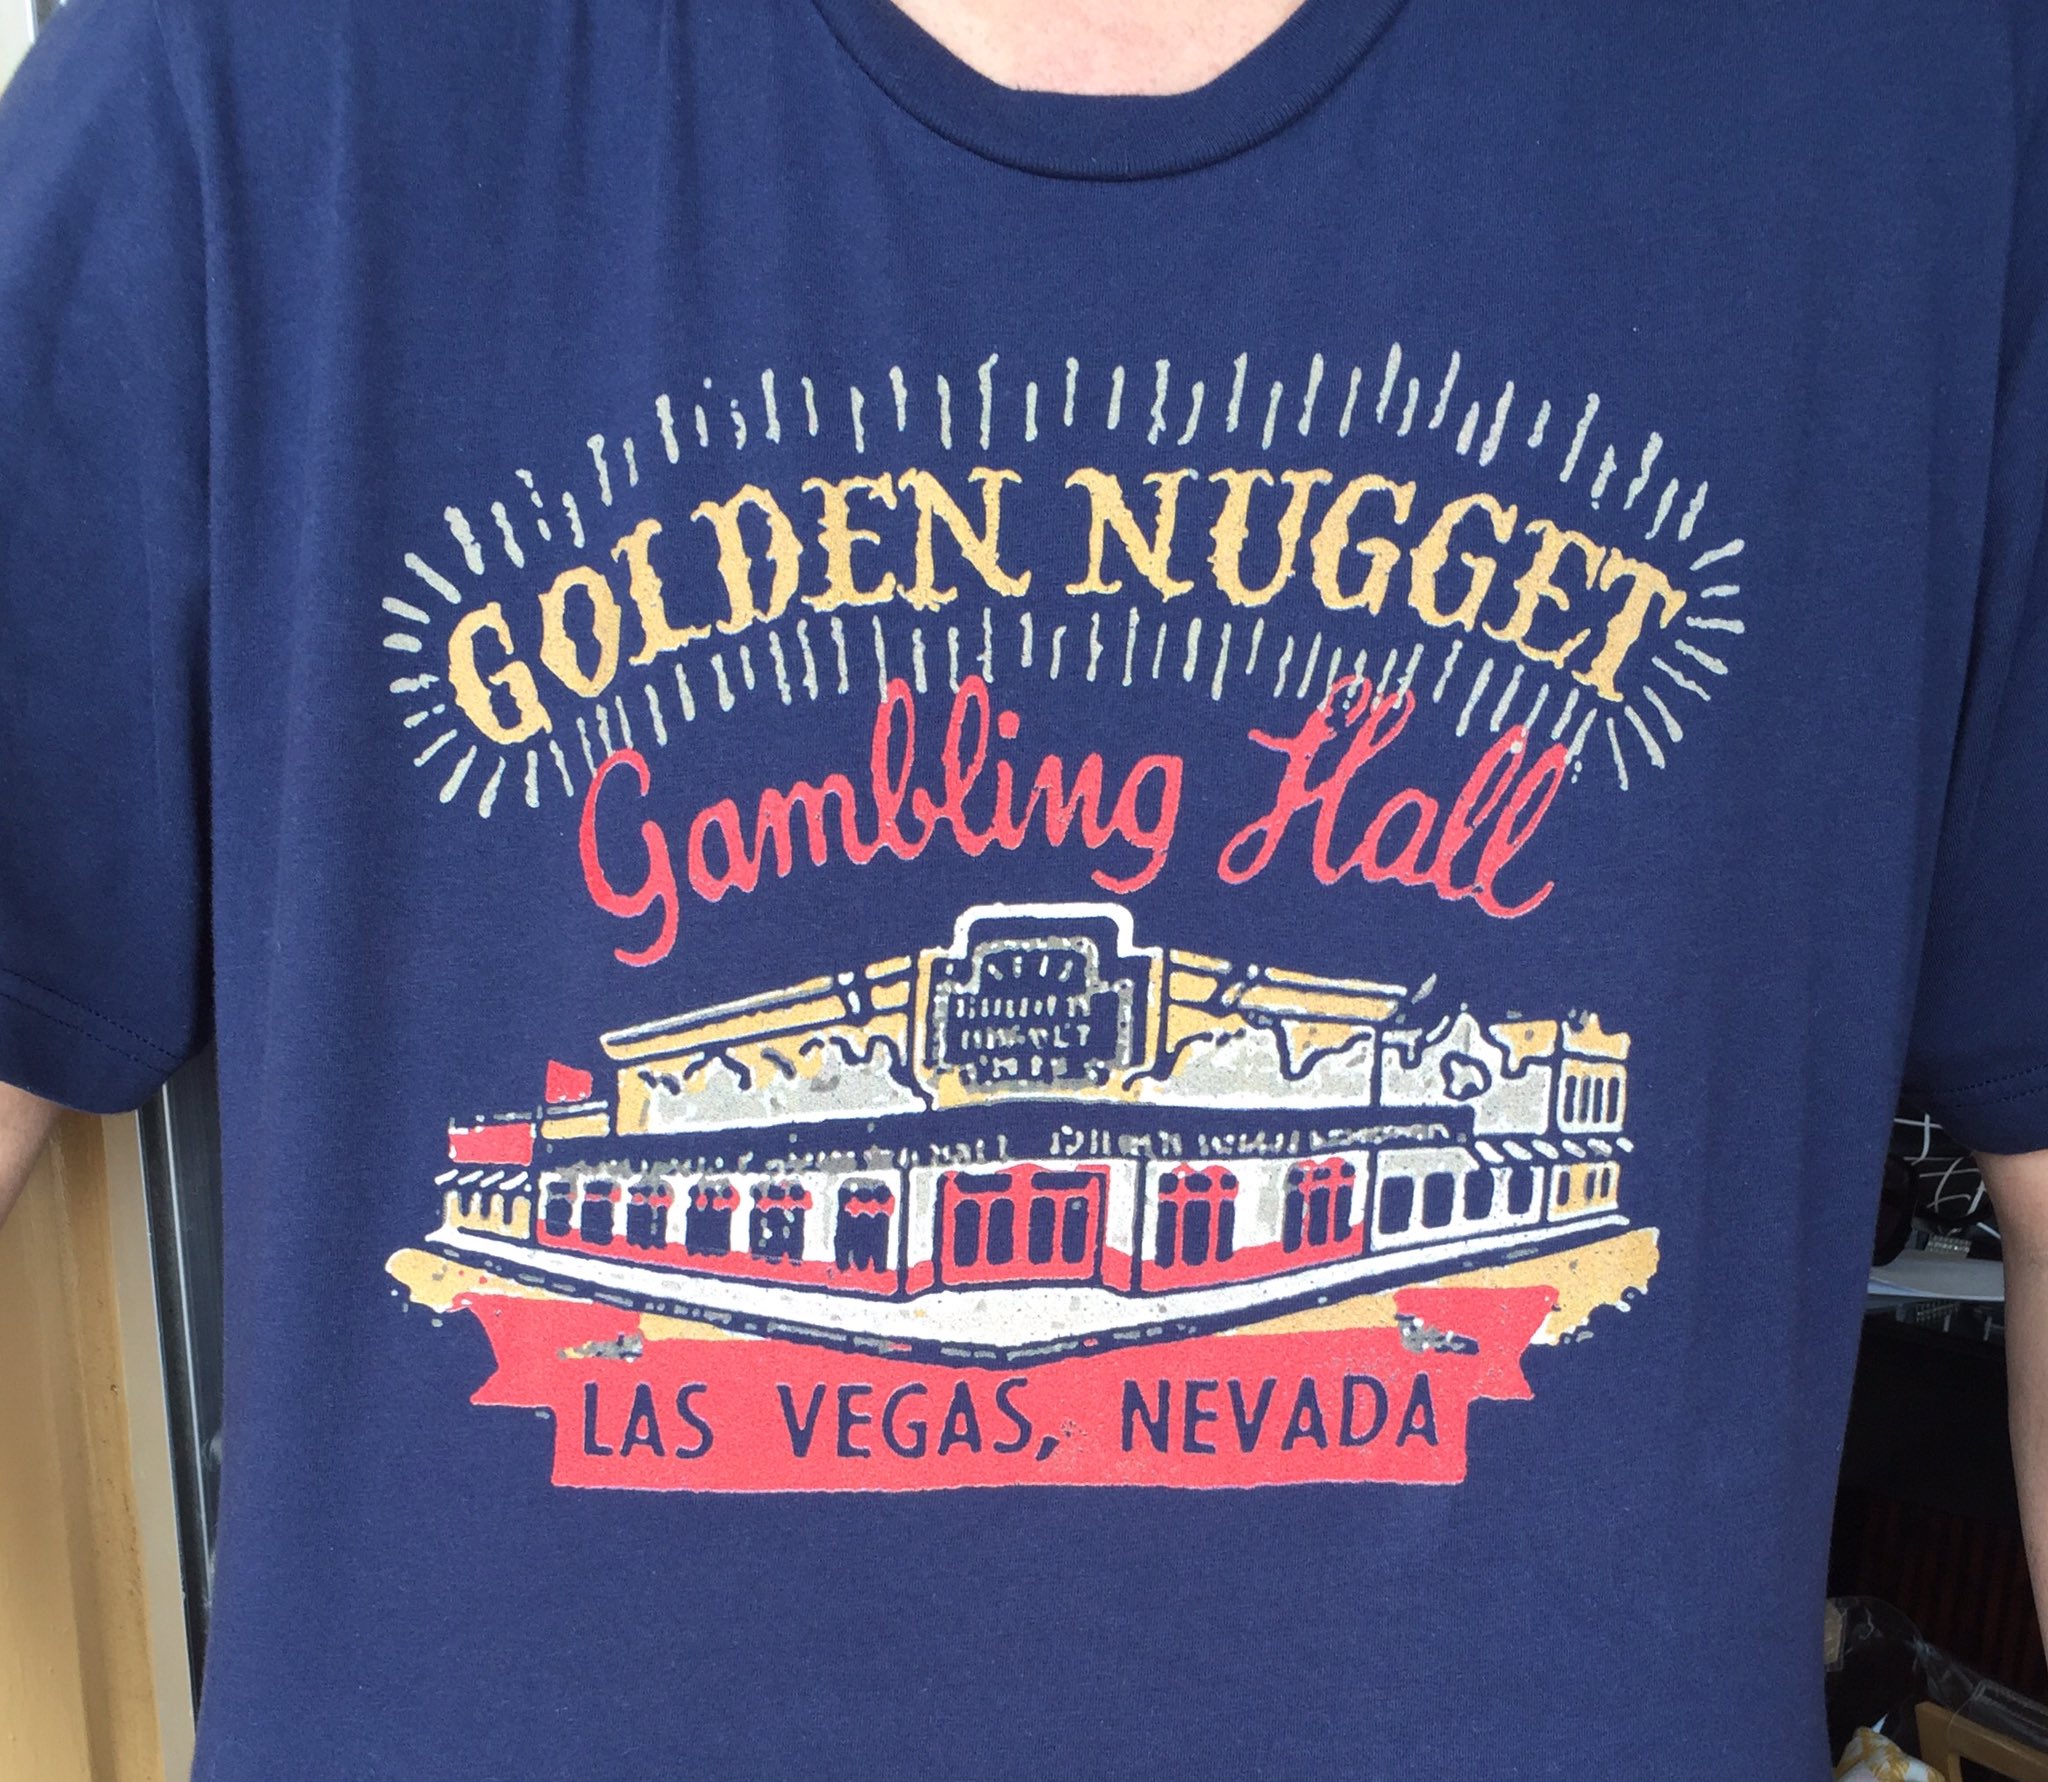 GOLDEN NUGGET
Gambling Hall
LAS VEGAS, NEVADA